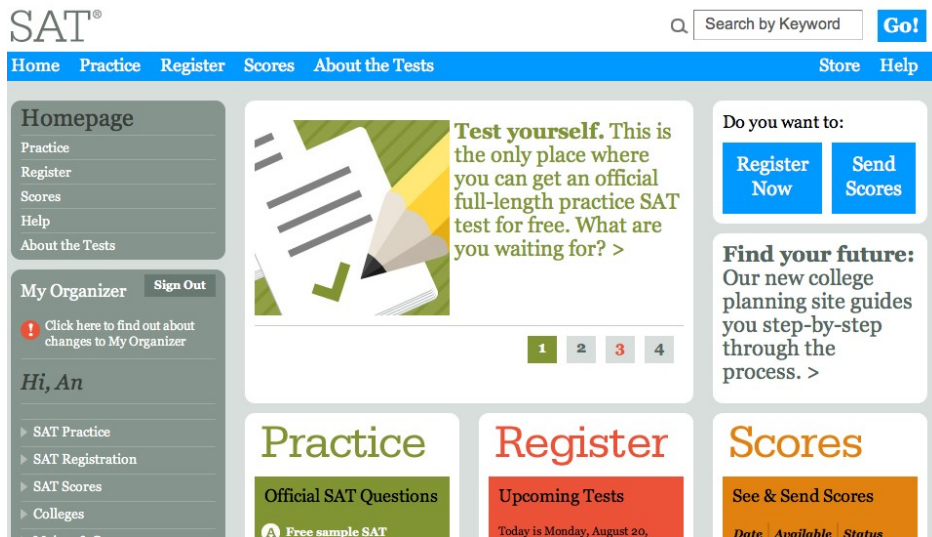 SAT®
Search by Keyword
Go!
Home Practice Register Scores About the Tests Store Help
Homepage
Practice
Register
Scores
Help
About the Tests
My Organizer
Sign Out
Click here to find out about
changes to My Organizer
Hi, An
SAT Practice
SAT Registration
SAT Scores
Colleges
Test yourself. This is
the only place where
you can get an official
full-length practice SAT
test for free. What are
you waiting for? >
1 2 3 4
Do you want to:
Register
Now
Send
Scores
Find your future:
Our new college
planning site guides
you step-by-step
through the
process. >
Practice
Official SAT Questions
A Free sample SAT
Register
Upcoming Tests
Today is Monday, August 20,
Scores
See & Send Scores
Date Available Status